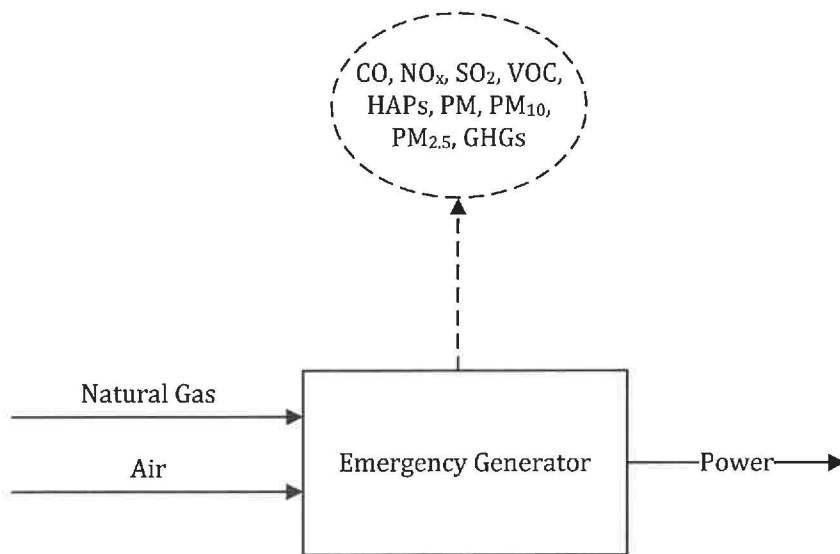 CO, NOₓ, SO₂, VOC,
HAPs, PM, PM₁₀,
PM₂.₅, GHGs
Natural Gas
Air
Emergency Generator
Power